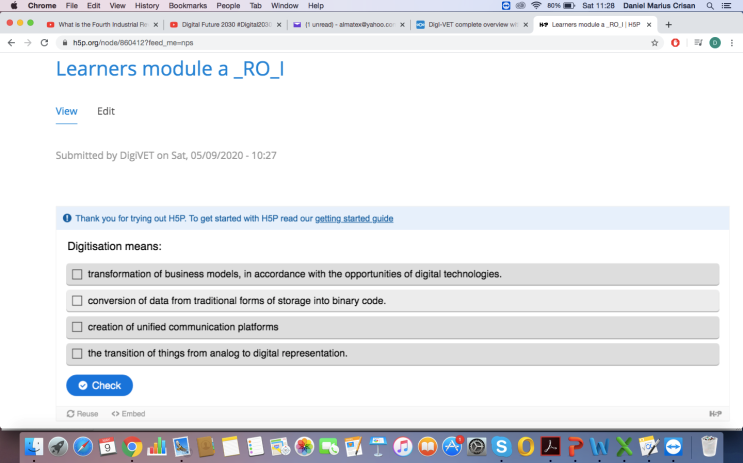 Chrome File Edit View History Bookmarks People Tab Window Help 80% Sat 11:28 Daniel Marius Crisan
What is the Fourth Industrial Re Digital Future 2030 #Digital2030 (1 unread) - almatex@yahoo.com Digi-VET complete overview wit Learners module a _RO_I | H5P
h5p.org/node/860412?feed_me=nps
Learners module a _RO_I
View Edit
Submitted by DigiVET on Sat, 05/09/2020 - 10:27
Thank you for trying out H5P. To get started with H5P read our getting started guide
Digitisation means:
transformation of business models, in accordance with the opportunities of digital technologies.
conversion of data from traditional forms of storage into binary code.
creation of unified communication platforms
the transition of things from analog to digital representation.
Check
Reuse <> Embed H5P